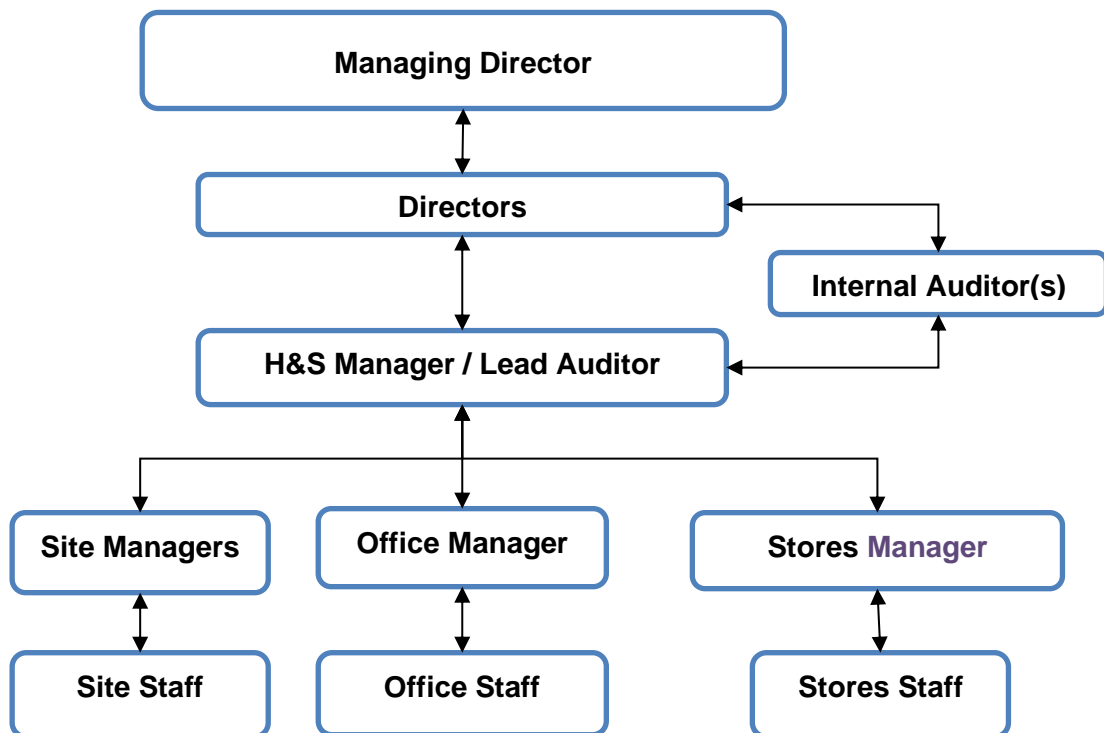 Managing Director
Directors
Internal Auditor(s)
H&S Manager / Lead Auditor
Site Managers
Office Manager
Stores Manager
Site Staff
Office Staff
Stores Staff